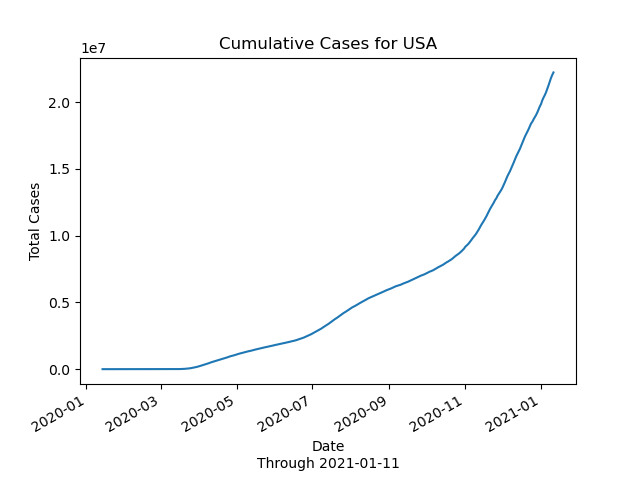 Cumulative Cases for USA
1e7
2.0
1.5
1.0
0.5
0.0
Total Cases
2020-01
2020-03
2020-05
2020-07
2020-09
2020-11
2021-01
Date
Through 2021-01-11